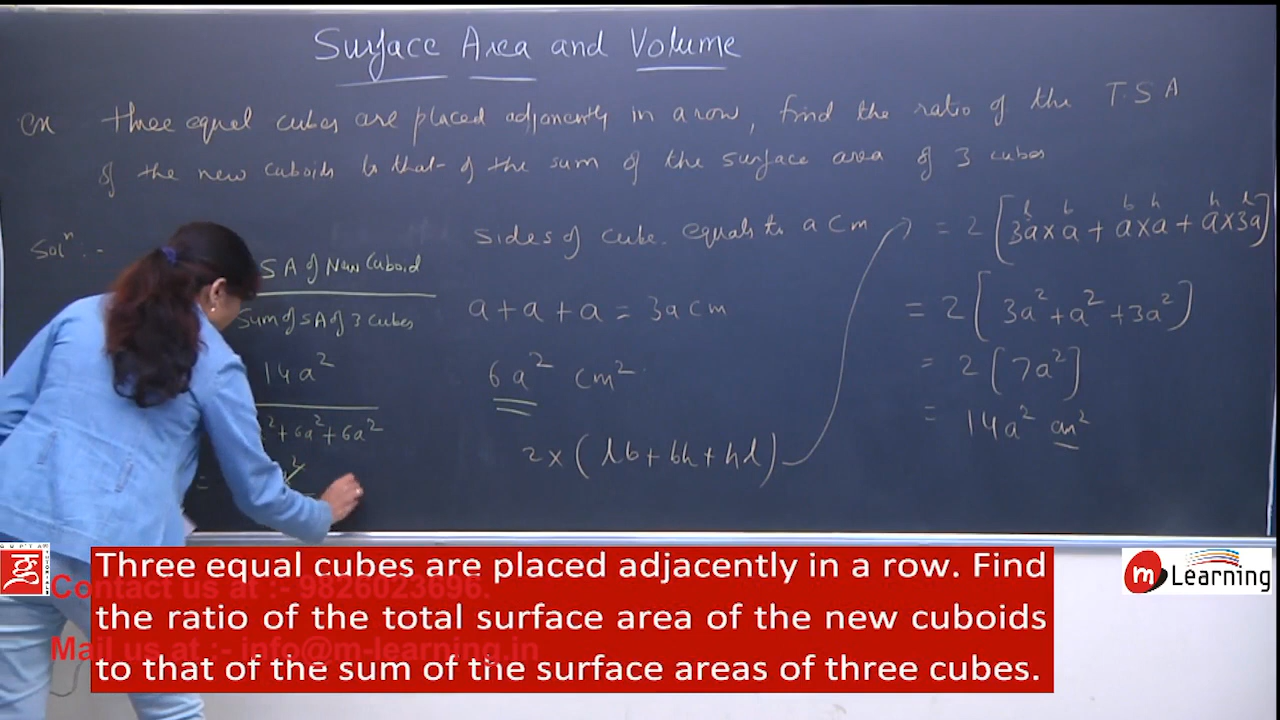 Surface Area and Volume
ex Three equal cubes are placed adjacently in a row, find the ratio of the T.S A
of the new cuboids to that of the sum of the surface area of 3 cubes
Solⁿ :-
S A of New Cuboid
Sum of SA of 3 Cubes
14a²
² + 6a² + 6a²
=
sides of cube equals to a cm
a + a + a = 3a cm
6a² cm²
2 x (lb + bh + hl)
l b b h h l
= 2 [3a x a + a x a + a x 3a]
= 2 [3a² + a² + 3a²]
= 2 [7a²]
= 14a² cm²
Three equal cubes are placed adjacently in a row. Find
the ratio of the total surface area of the new cuboids
to that of the sum of the surface areas of three cubes.
Contact us at :- 9826023696.
Mail us at :- info@m-learning.in
m Learning